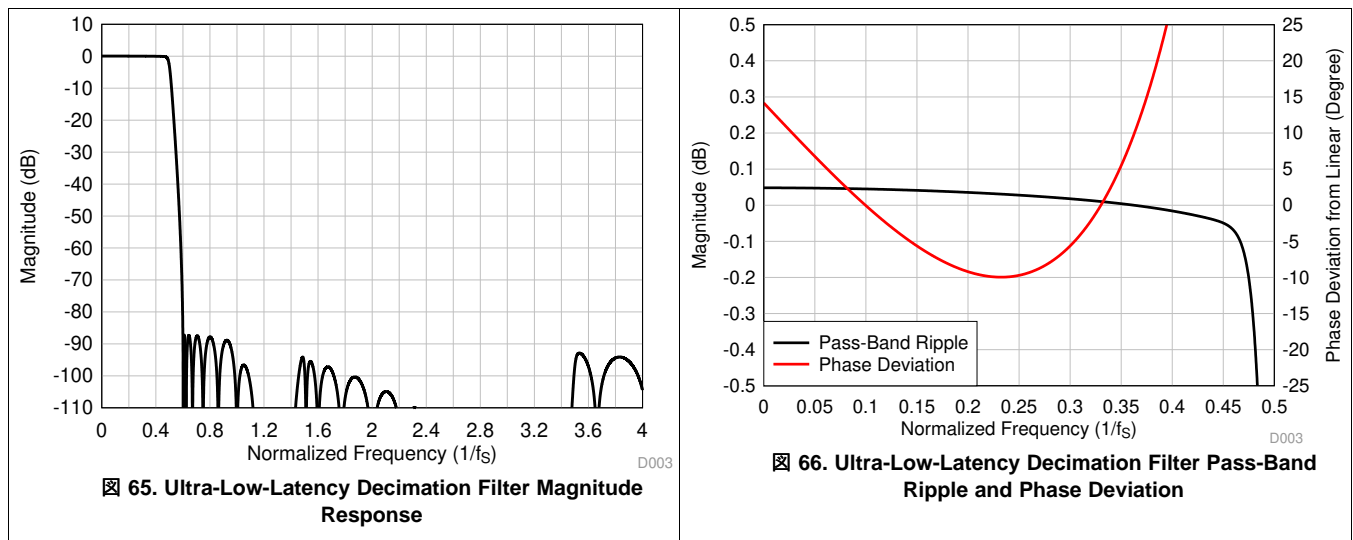 10
0
-10
-20
-30
-40
-50
-60
-70
-80
-90
-100
-110
Magnitude (dB)
0 0.4 0.8 1.2 1.6 2 2.4 2.8 3.2 3.6 4
Normalized Frequency (1/fS)
D003
図 65. Ultra-Low-Latency Decimation Filter Magnitude
Response
0.5
0.4
0.3
0.2
0.1
0
-0.1
-0.2
-0.3
-0.4
-0.5
Magnitude (dB)
25
20
15
10
5
0
-5
-10
-15
-20
-25
Phase Deviation from Linear (Degree)
Pass-Band Ripple
Phase Deviation
0 0.05 0.1 0.15 0.2 0.25 0.3 0.35 0.4 0.45 0.5
Normalized Frequency (1/fS)
D003
図 66. Ultra-Low-Latency Decimation Filter Pass-Band
Ripple and Phase Deviation